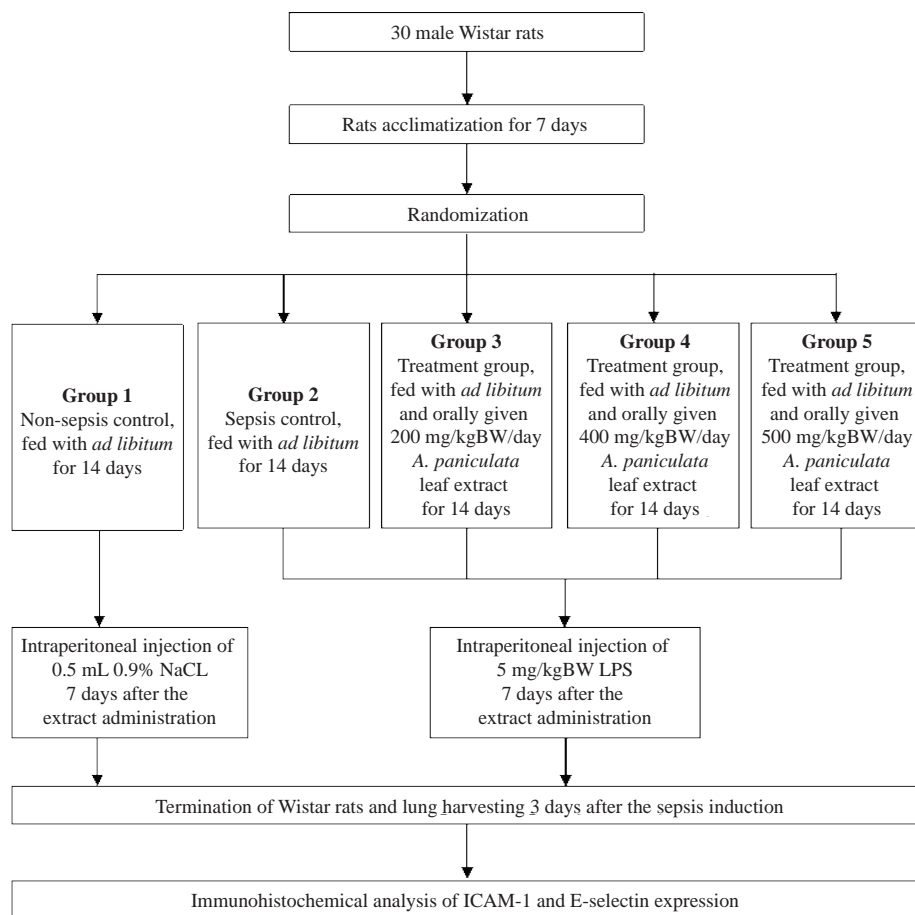 30 male Wistar rats
Rats acclimatization for 7 days
Randomization
Group 1
Non-sepsis control,
fed with ad libitum
for 14 days
Group 2
Sepsis control,
fed with ad libitum
for 14 days
Group 3
Treatment group,
fed with ad libitum
and orally given
200 mg/kgBW/day
A. paniculata
leaf extract
for 14 days
Group 4
Treatment group,
fed with ad libitum
and orally given
400 mg/kgBW/day
A. paniculata
leaf extract
for 14 days
Group 5
Treatment group,
fed with ad libitum
and orally given
500 mg/kgBW/day
A. paniculata
leaf extract
for 14 days
Intraperitoneal injection of
0.5 mL 0.9% NaCL
7 days after the
extract administration
Intraperitoneal injection of
5 mg/kgBW LPS
7 days after the
extract administration
Termination of Wistar rats and lung harvesting 3 days after the sepsis induction
Immunohistochemical analysis of ICAM-1 and E-selectin expression